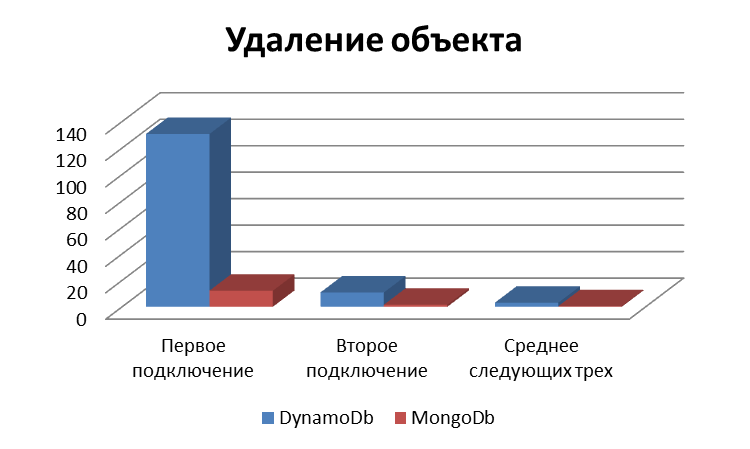 Удаление объекта
140
120
100
80
60
40
20
0
Первое
подключение
Второе
подключение
Среднее
следующих трех
DynamoDb
MongoDb